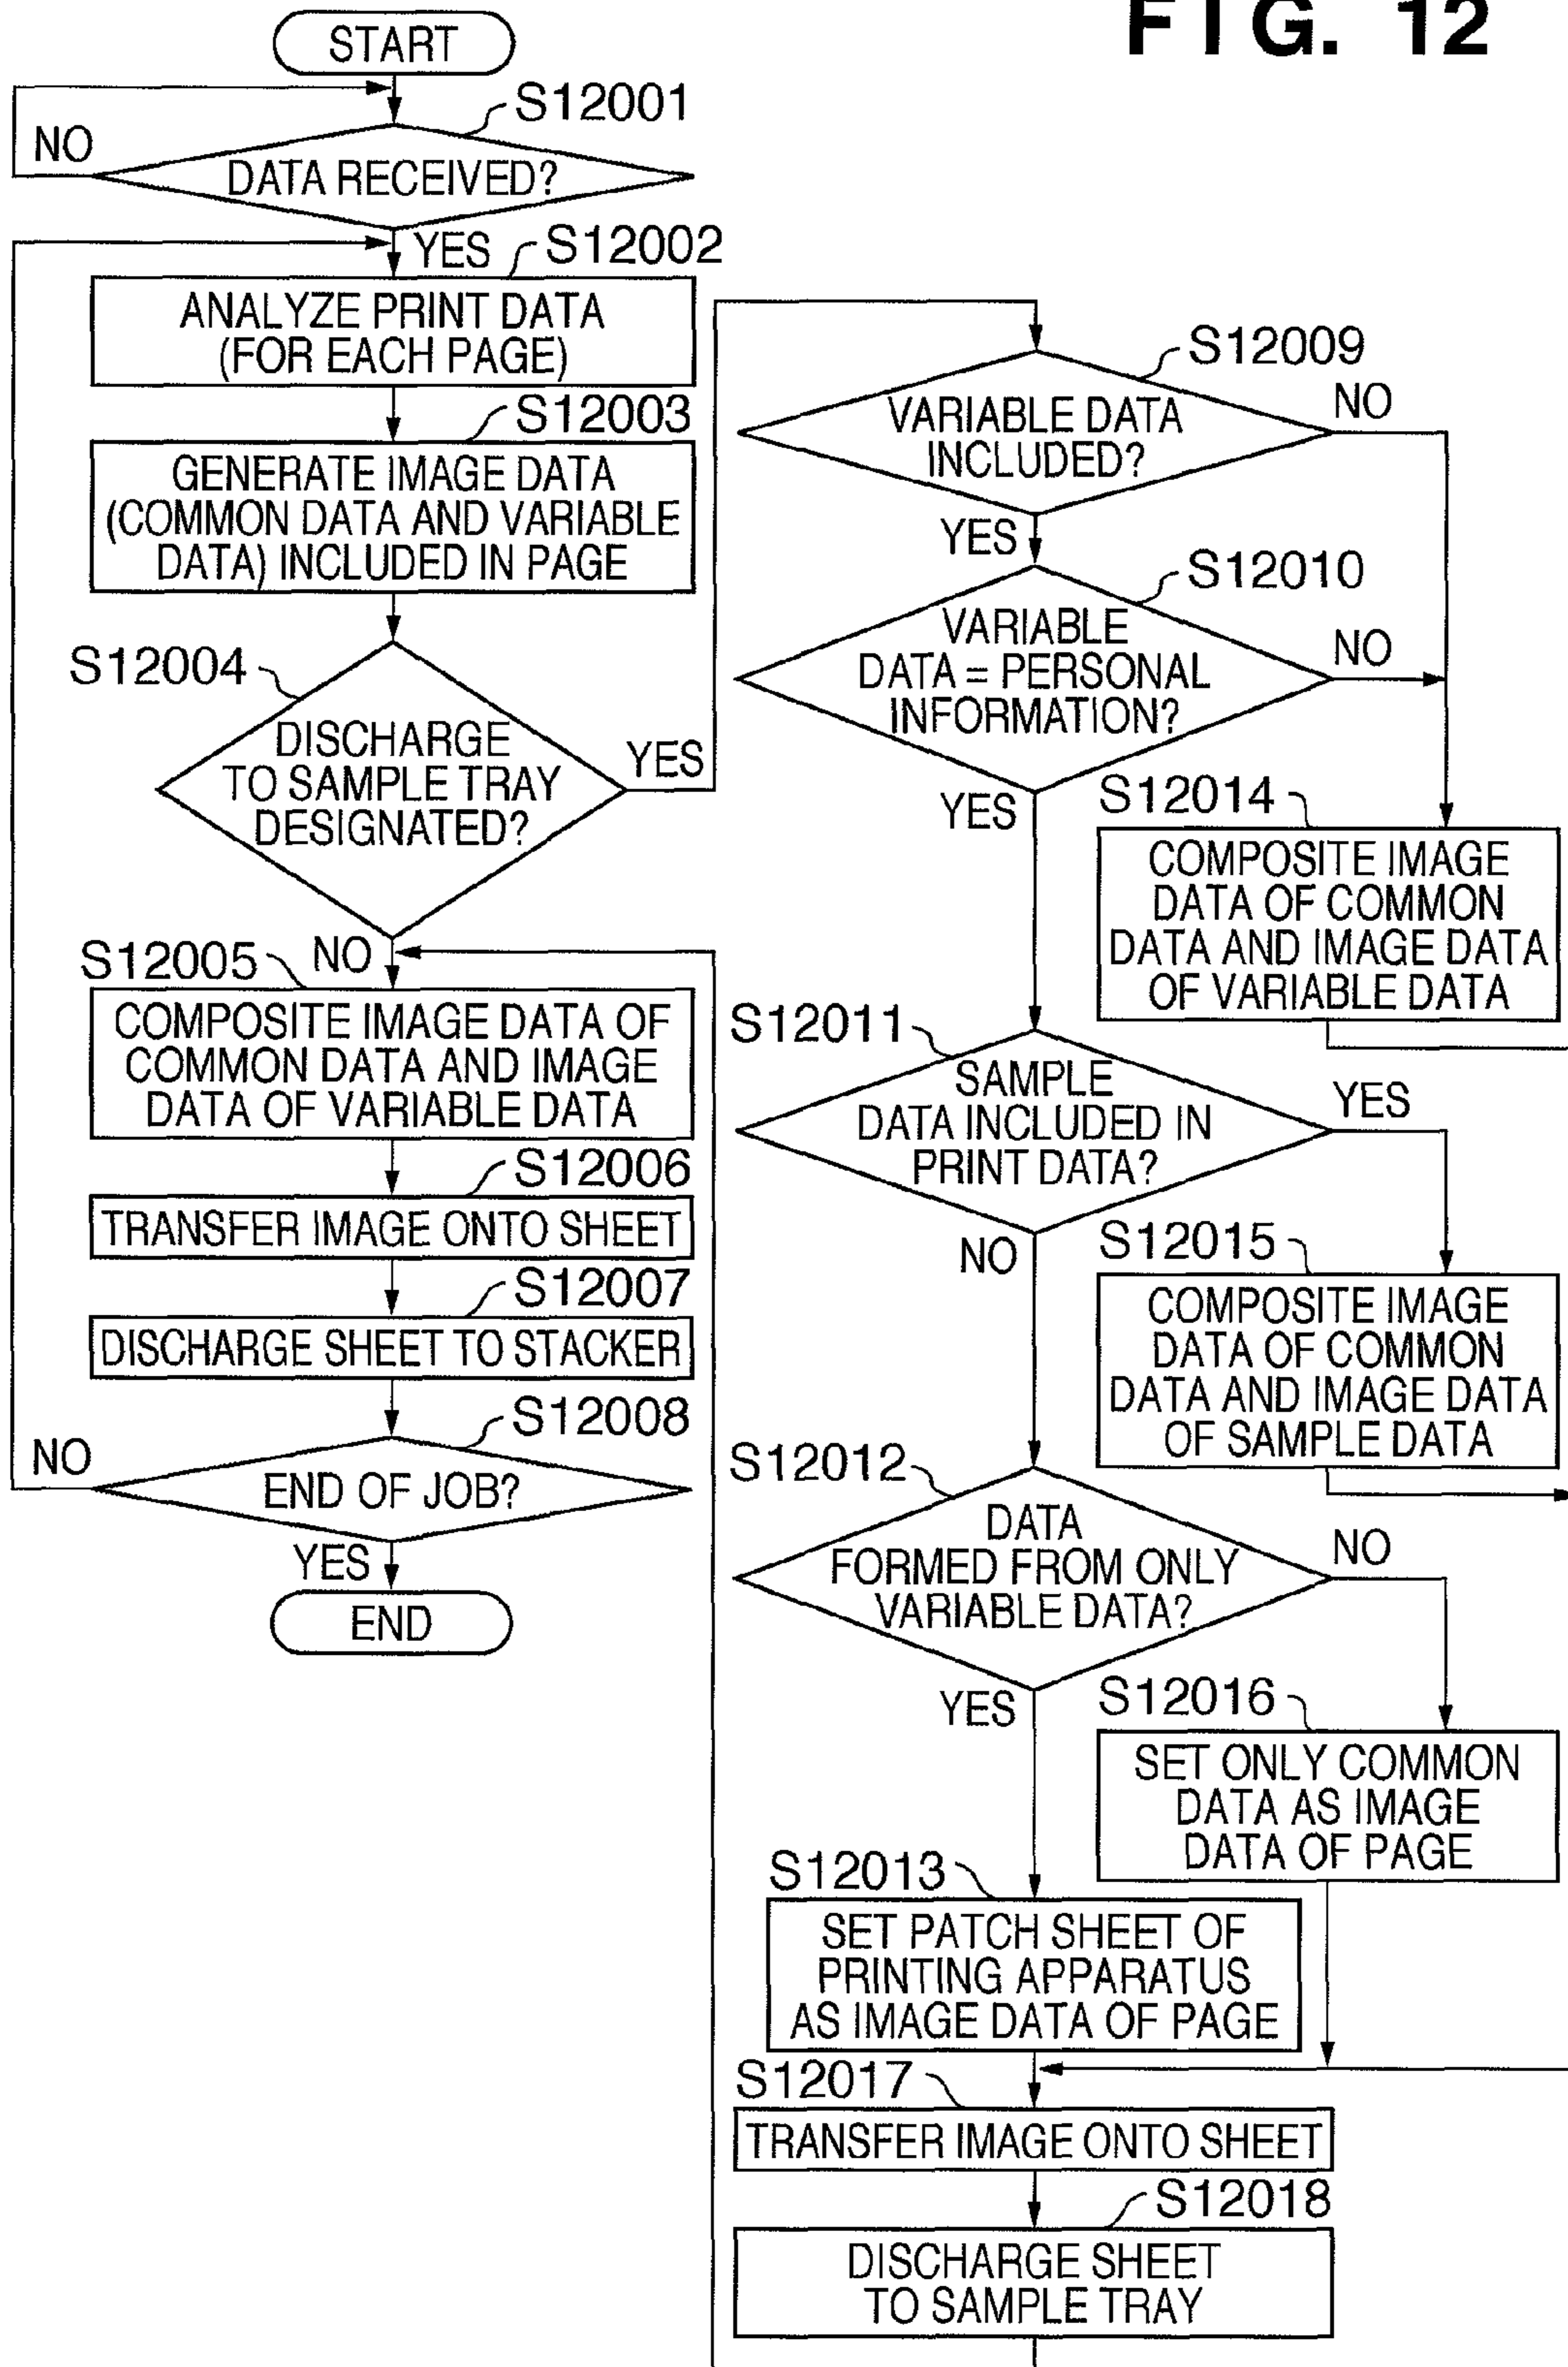 FIG. 12
START
S12001
NO
DATA RECEIVED?
YES
S12002
ANALYZE PRINT DATA
(FOR EACH PAGE)
S12003
GENERATE IMAGE DATA
(COMMON DATA AND VARIABLE
DATA) INCLUDED IN PAGE
S12004
DISCHARGE
TO SAMPLE TRAY
DESIGNATED?
YES
NO
S12005
COMPOSITE IMAGE DATA OF
COMMON DATA AND IMAGE
DATA OF VARIABLE DATA
S12006
TRANSFER IMAGE ONTO SHEET
S12007
DISCHARGE SHEET TO STACKER
S12008
NO
END OF JOB?
YES
END
S12009
VARIABLE DATA
INCLUDED?
NO
YES
S12010
VARIABLE
DATA = PERSONAL
INFORMATION?
NO
YES
S12014
COMPOSITE IMAGE
DATA OF COMMON
DATA AND IMAGE DATA
OF VARIABLE DATA
S12011
SAMPLE
DATA INCLUDED IN
PRINT DATA?
YES
NO
S12015
COMPOSITE IMAGE
DATA OF COMMON
DATA AND IMAGE DATA
OF SAMPLE DATA
S12012
DATA
FORMED FROM ONLY
VARIABLE DATA?
NO
YES
S12016
SET ONLY COMMON
DATA AS IMAGE
DATA OF PAGE
S12013
SET PATCH SHEET OF
PRINTING APPARATUS
AS IMAGE DATA OF PAGE
S12017
TRANSFER IMAGE ONTO SHEET
S12018
DISCHARGE SHEET
TO SAMPLE TRAY